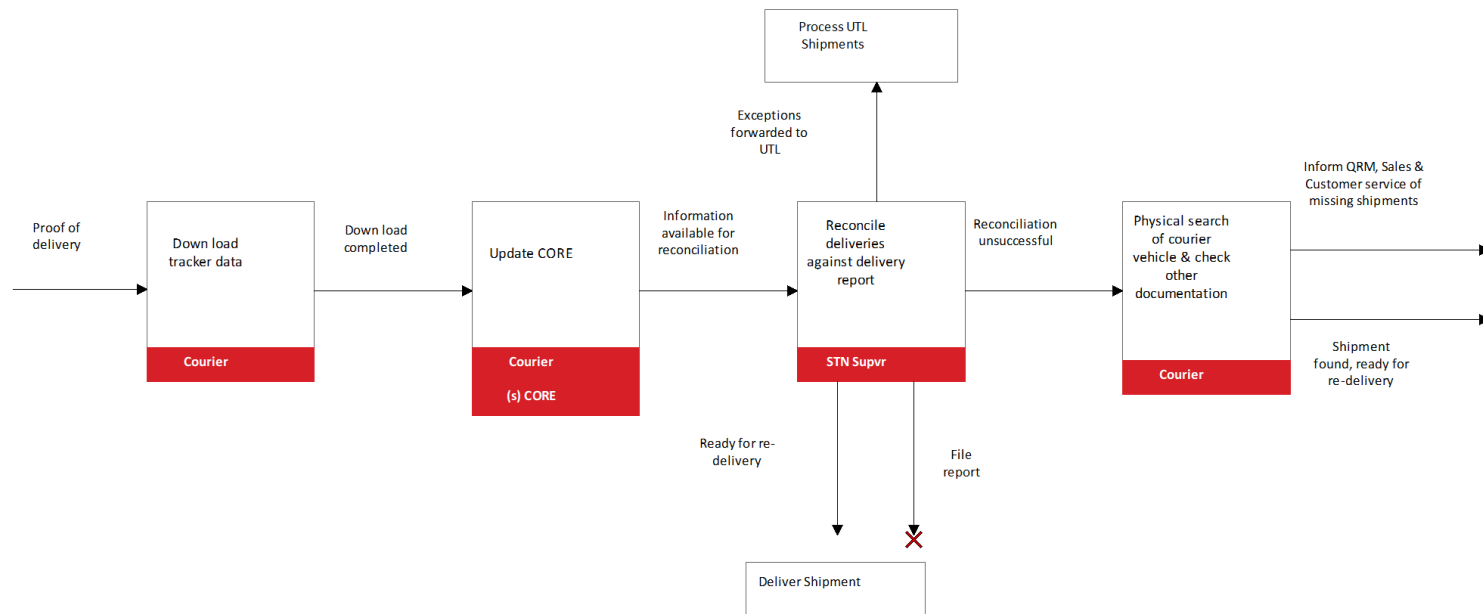 Process UTL
Shipments
Exceptions
forwarded to
UTL
Proof of
delivery
Down load
tracker data
Courier
Down load
completed
Update CORE
Courier
(s) CORE
Information
available for
reconciliation
Reconcile
deliveries
against delivery
report
STN Supvr
Reconciliation
unsuccessful
Physical search
of courier
vehicle & check
other
documentation
Courier
Inform QRM, Sales &
Customer service of
missing shipments
Shipment
found, ready for
re-delivery
Ready for re-
delivery
File
report
Deliver Shipment